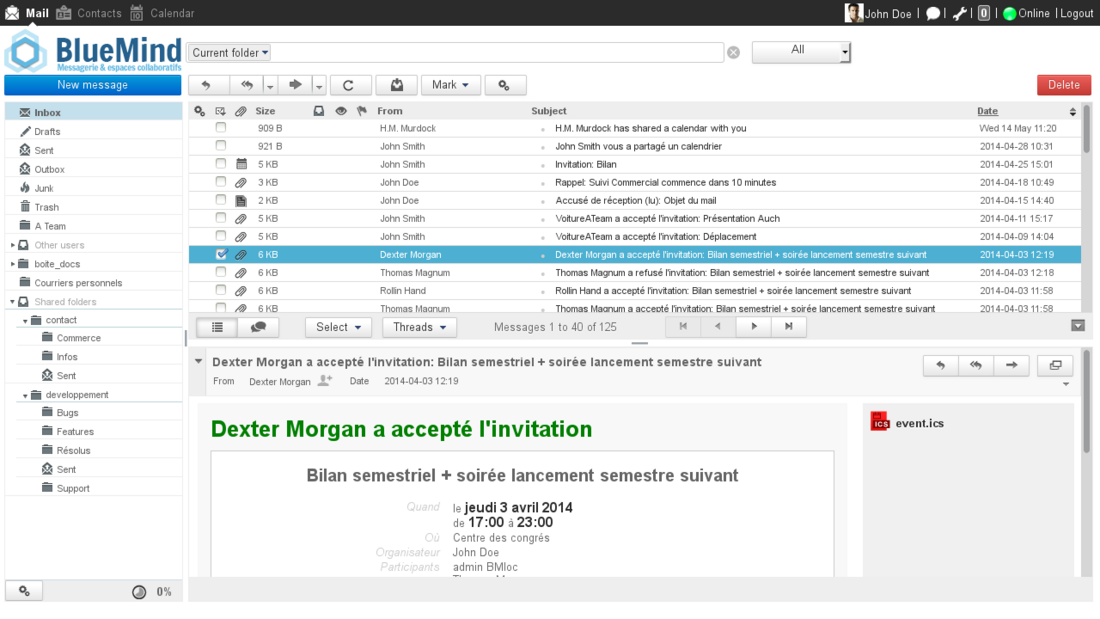 Mail Contacts Calendar John Doe | | | 0 | Online | Logout
BlueMind
Messagerie & espaces collaboratifs
Current folder All
New message Mark Delete
Inbox
Drafts
Sent
Outbox
Junk
Trash
A Team
Other users
boite_docs
Courriers personnels
Shared folders
contact
Commerce
Infos
Sent
developpement
Bugs
Features
Résolus
Sent
Support
0%
Size From Subject Date
909 B H.M. Murdock H.M. Murdock has shared a calendar with you Wed 14 May 11:20
921 B John Smith John Smith vous a partagé un calendrier 2014-04-28 10:31
5 KB John Smith Invitation: Bilan 2014-04-25 15:01
3 KB John Doe Rappel: Suivi Commercial commence dans 10 minutes 2014-04-18 10:49
2 KB John Doe Accusé de réception (lu): Objet du mail 2014-04-15 14:40
5 KB John Smith VoitureATeam a accepté l'invitation: Présentation Auch 2014-04-11 15:17
5 KB John Smith VoitureATeam a accepté l'invitation: Déplacement 2014-04-09 14:04
6 KB Dexter Morgan Dexter Morgan a accepté l'invitation: Bilan semestriel + soirée lancement semestre suivant 2014-04-03 12:19
6 KB Thomas Magnum Thomas Magnum a refusé l'invitation: Bilan semestriel + soirée lancement semestre suivant 2014-04-03 12:18
6 KB Rollin Hand Rollin Hand a accepté l'invitation: Bilan semestriel + soirée lancement semestre suivant 2014-04-03 11:58
6 KB Thomas Magnum Thomas Magnum a accepté l'invitation: Bilan semestriel + soirée lancement semestre suivant 2014-04-03 11:58
Select Threads Messages 1 to 40 of 125
Dexter Morgan a accepté l'invitation: Bilan semestriel + soirée lancement semestre suivant
From Dexter Morgan Date 2014-04-03 12:19
Dexter Morgan a accepté l'invitation
Bilan semestriel + soirée lancement semestre suivant
Quand le jeudi 3 avril 2014
de 17:00 à 23:00
Où Centre des congrés
Organisateur John Doe
Participants admin BMloc
ICS event.ics